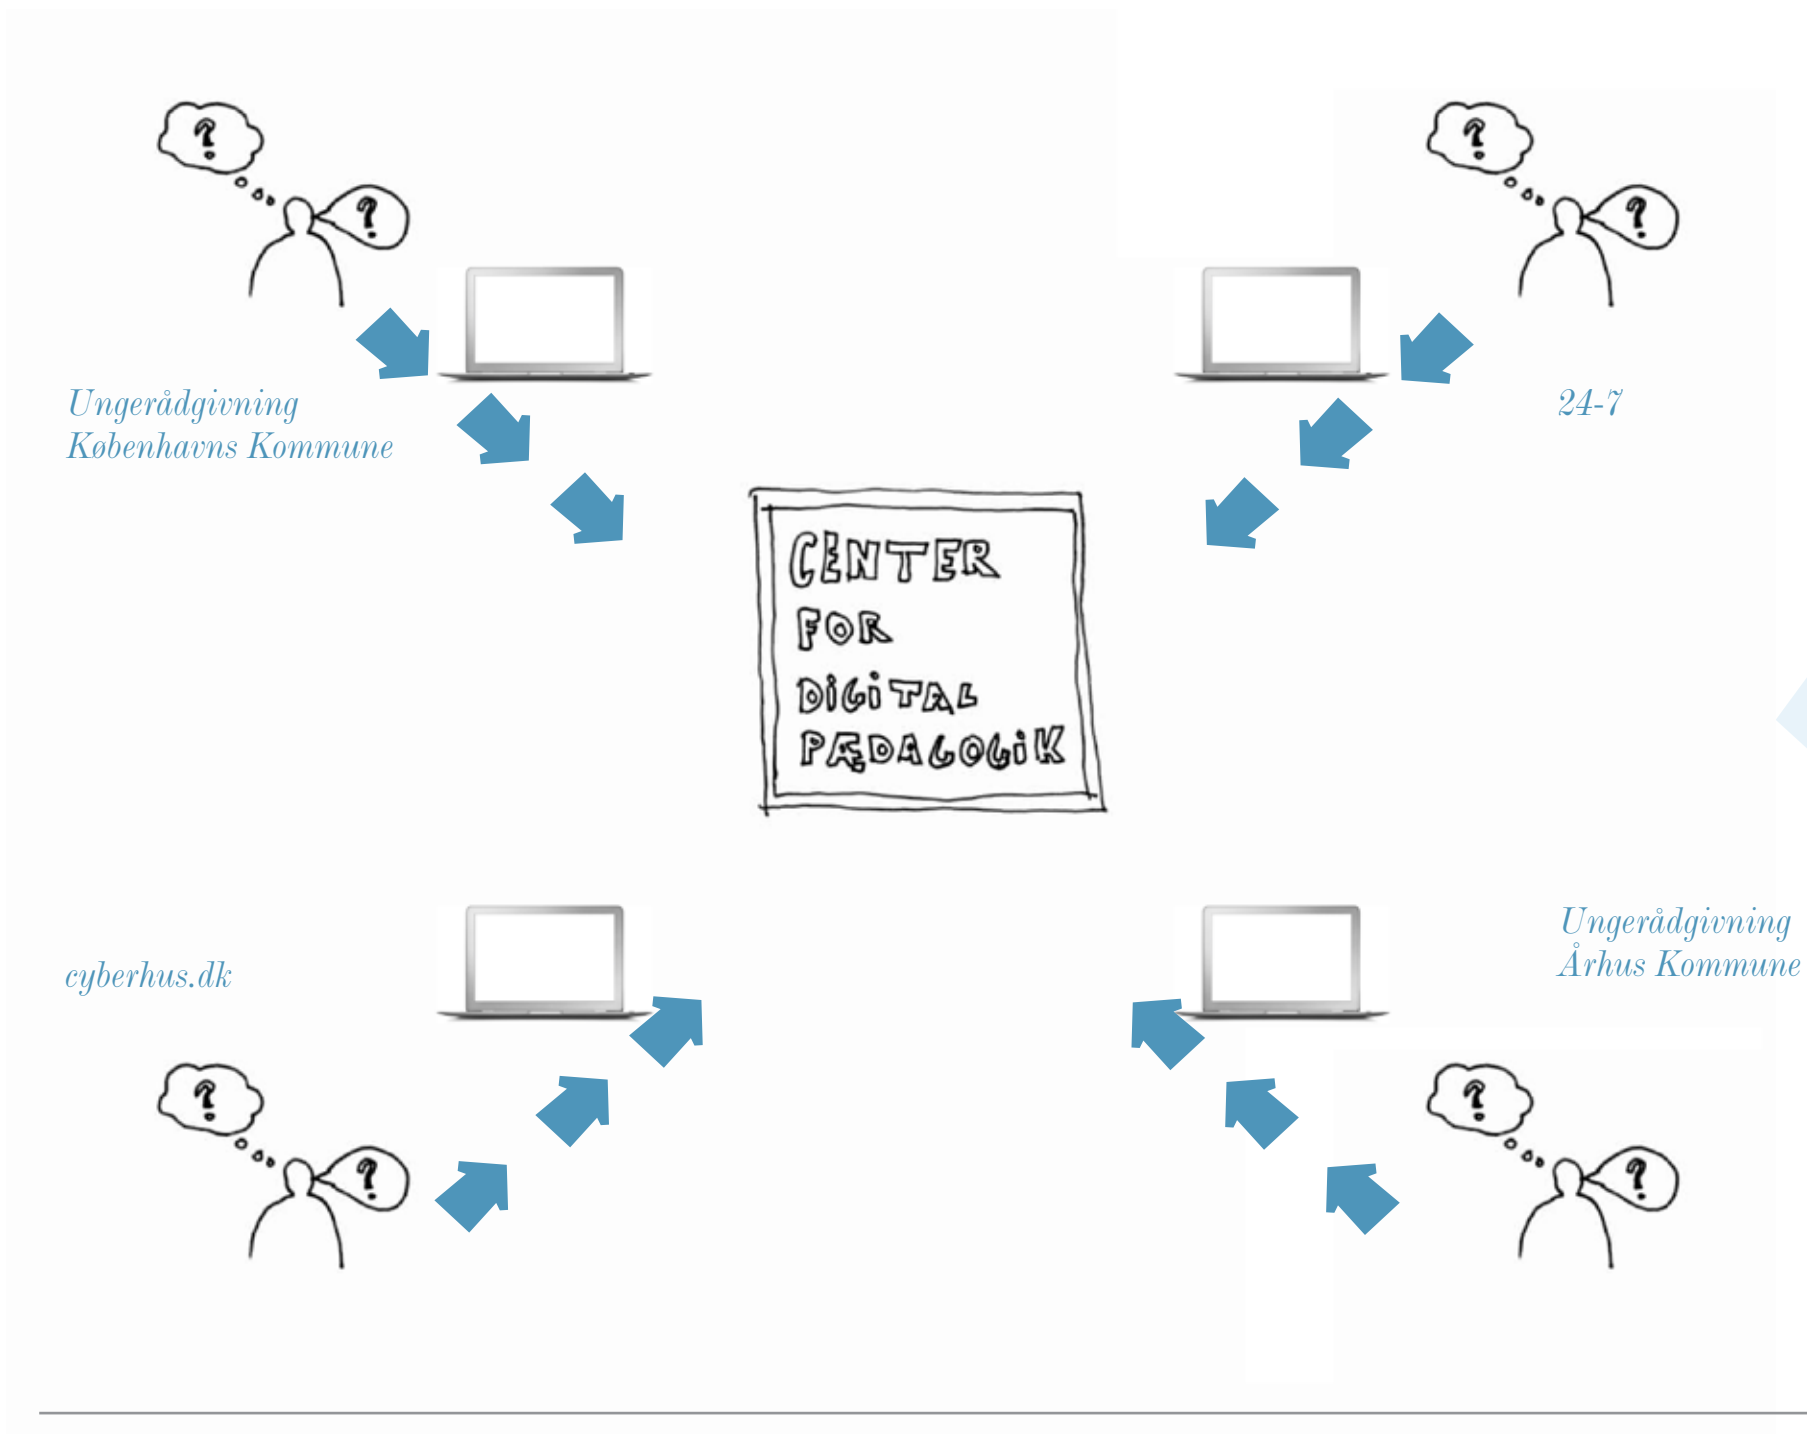 ?
?
?
?
Ungerådgivning
Københavns Kommune
24-7
CENTER
FOR
DiGiTAL
PÆDAGOGiK
Ungerådgivning
Århus Kommune
cyberhus.dk
?
?
?
?